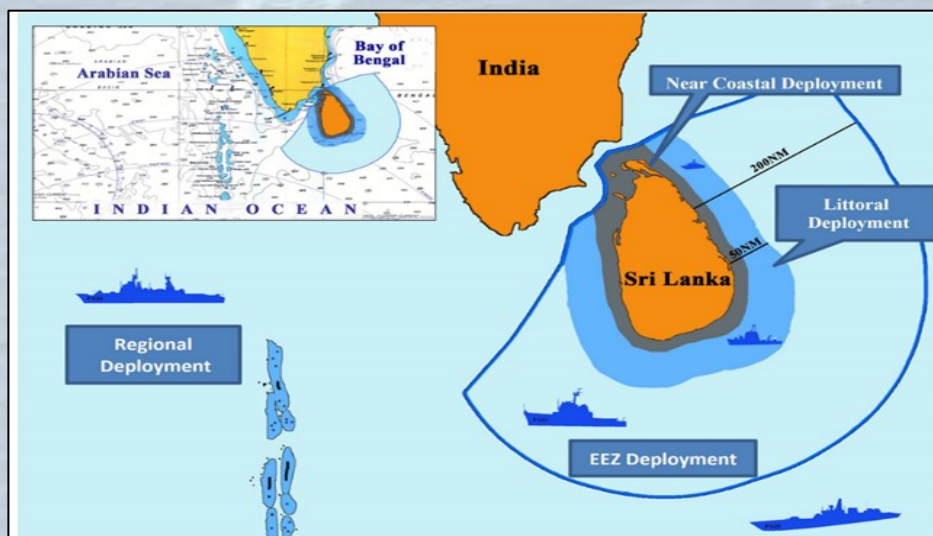 Arabian Sea
Bay of
Bengal
INDIAN OCEAN
India
Near Coastal Deployment
200NM
Littoral
Deployment
50NM
Sri Lanka
Regional
Deployment
EEZ Deployment